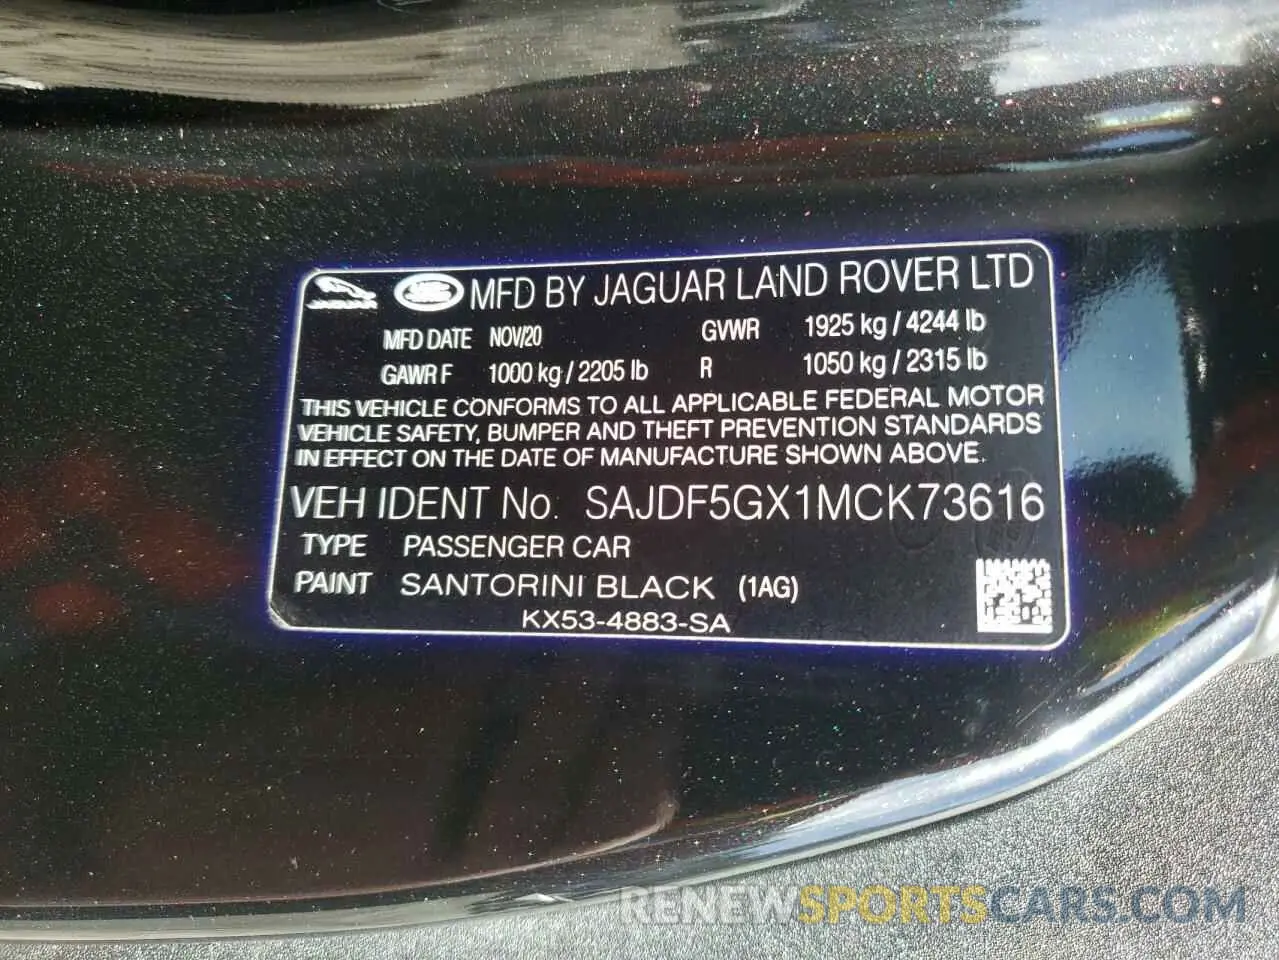 MFD BY JAGUAR LAND ROVER LTD
MFD DATE NOV/20 GVWR 1925 kg / 4244 lb
GAWR F 1000 kg / 2205 lb R 1050 kg / 2315 lb
THIS VEHICLE CONFORMS TO ALL APPLICABLE FEDERAL MOTOR
VEHICLE SAFETY, BUMPER AND THEFT PREVENTION STANDARDS
IN EFFECT ON THE DATE OF MANUFACTURE SHOWN ABOVE.
VEH IDENT No. SAJDF5GX1MCK73616
TYPE PASSENGER CAR
PAINT SANTORINI BLACK (1AG)
KX53-4883-SA
RENEWSPORTSCARS.COM